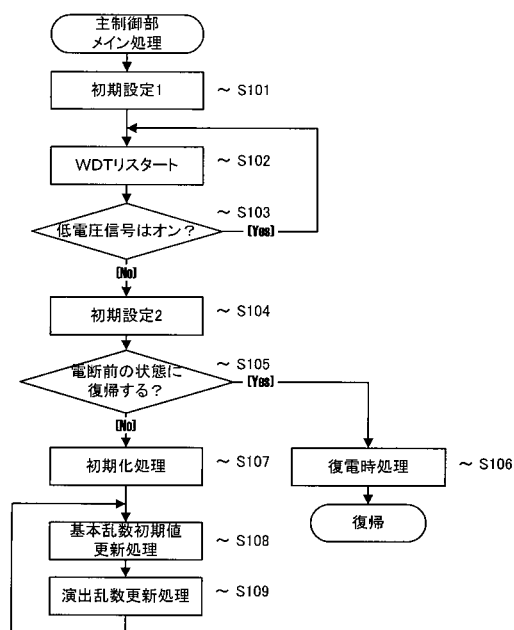 主制御部
メイン処理
初期設定1
～ S101
WDTリスタート
～ S102
～ S103
低電圧信号はオン？
[Yes]
[No]
初期設定2
～ S104
～ S105
電断前の状態に
復帰する？
[Yes]
[No]
初期化処理
～ S107
復電時処理
～ S106
復帰
基本乱数初期値
更新処理
～ S108
演出乱数更新処理
～ S109